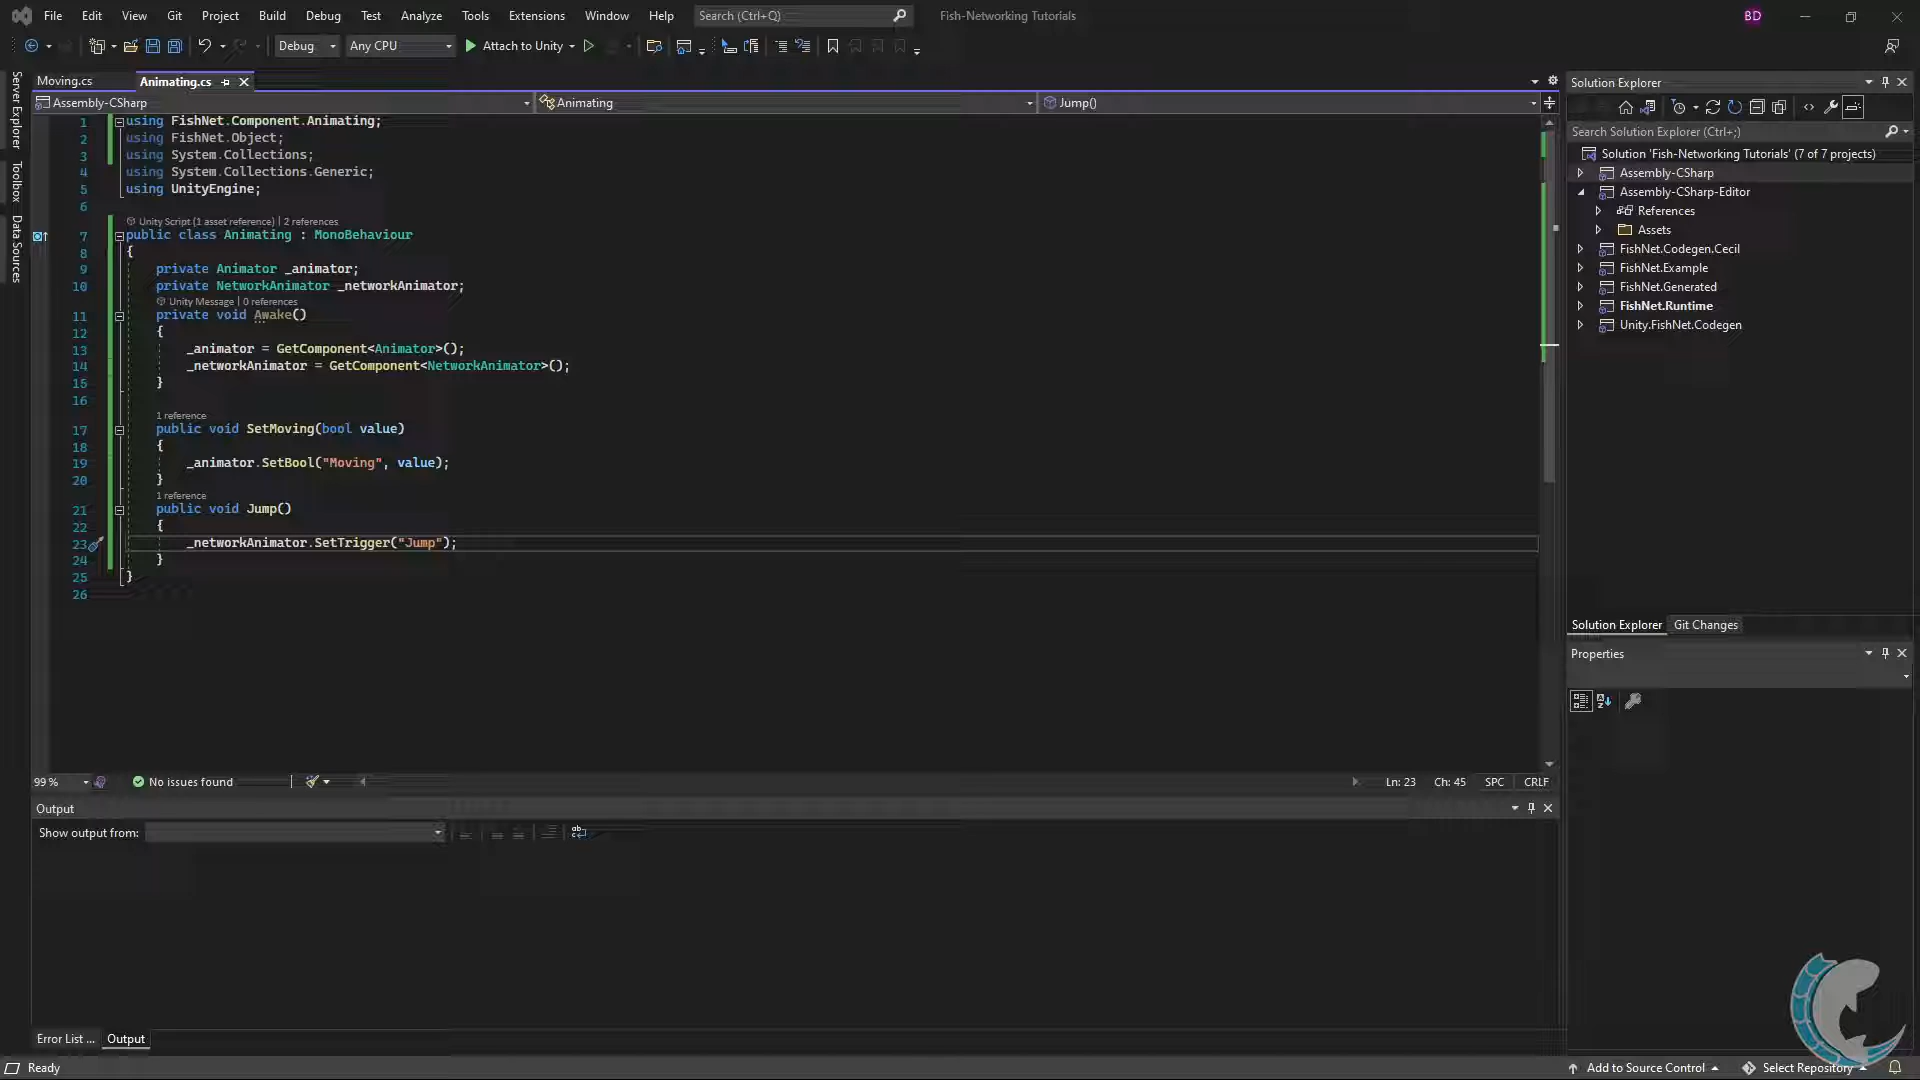 File Edit View Git Project Build Debug Test Analyze Tools Extensions Window Help Search (Ctrl+Q) Fish-Networking Tutorials BD
Debug Any CPU Attach to Unity
Server Explorer
Toolbox
Data Sources
Moving.cs Animating.cs
Assembly-CSharp Animating Jump()
1 using FishNet.Component.Animating;
2 using FishNet.Object;
3 using System.Collections;
4 using System.Collections.Generic;
5 using UnityEngine;
6
Unity Script (1 asset reference) | 2 references
7 public class Animating : MonoBehaviour
8 {
9 private Animator _animator;
10 private NetworkAnimator _networkAnimator;
Unity Message | 0 references
11 private void Awake()
12 {
13 _animator = GetComponent<Animator>();
14 _networkAnimator = GetComponent<NetworkAnimator>();
15 }
16
1 reference
17 public void SetMoving(bool value)
18 {
19 _animator.SetBool("Moving", value);
20 }
1 reference
21 public void Jump()
22 {
23 _networkAnimator.SetTrigger("Jump");
24 }
25 }
26
99 % No issues found Ln: 23 Ch: 45 SPC CRLF
Output
Show output from:
Error List ... Output
Solution Explorer
Search Solution Explorer (Ctrl+;)
Solution 'Fish-Networking Tutorials' (7 of 7 projects)
Assembly-CSharp
Assembly-CSharp-Editor
References
Assets
FishNet.Codegen.Cecil
FishNet.Example
FishNet.Generated
FishNet.Runtime
Unity.FishNet.Codegen
Solution Explorer Git Changes
Properties
Ready Add to Source Control Select Repository